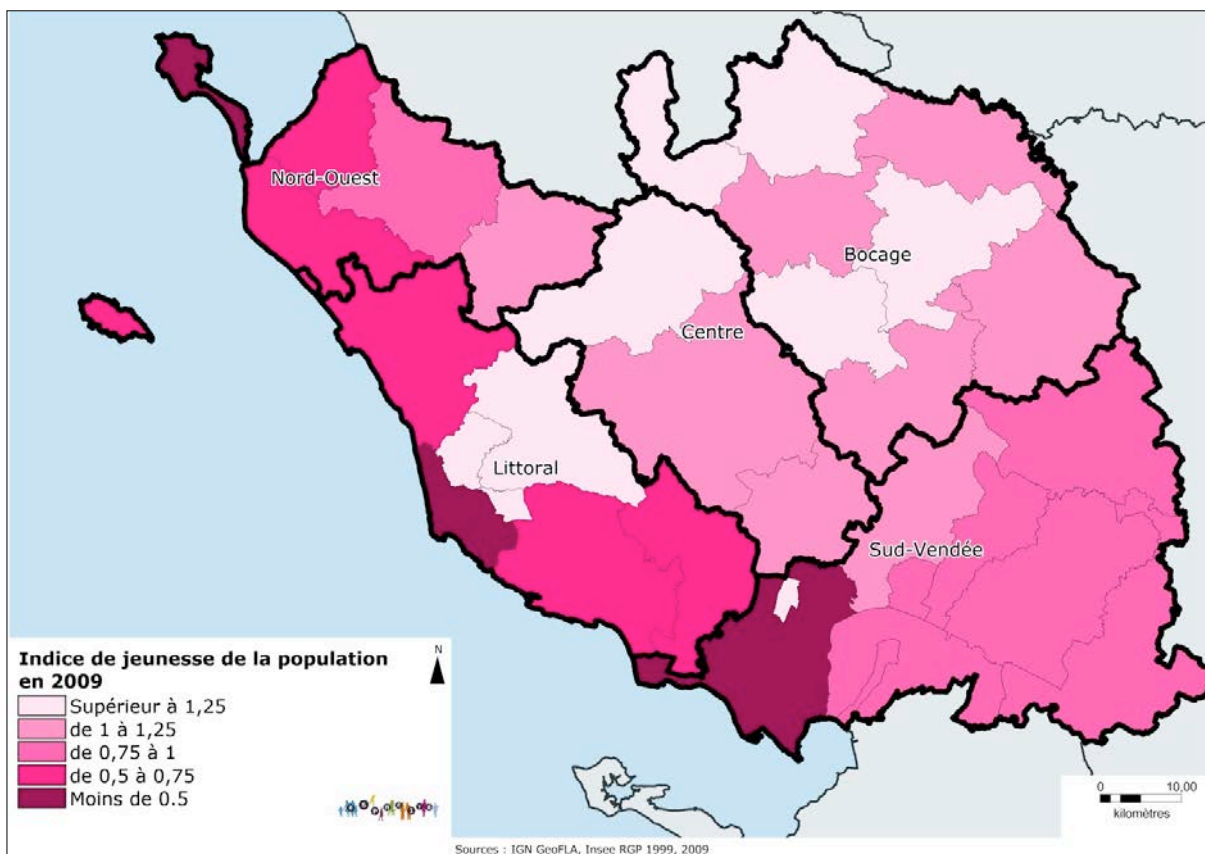 Nord-Ouest
Bocage
Centre
Littoral
Sud-Vendée
Indice de jeunesse de la population
en 2009
N
Supérieur à 1,25
de 1 à 1,25
de 0,75 à 1
de 0,5 à 0,75
Moins de 0.5
0 10,00
kilomètres
Sources : IGN GeoFLA, Insee RGP 1999, 2009